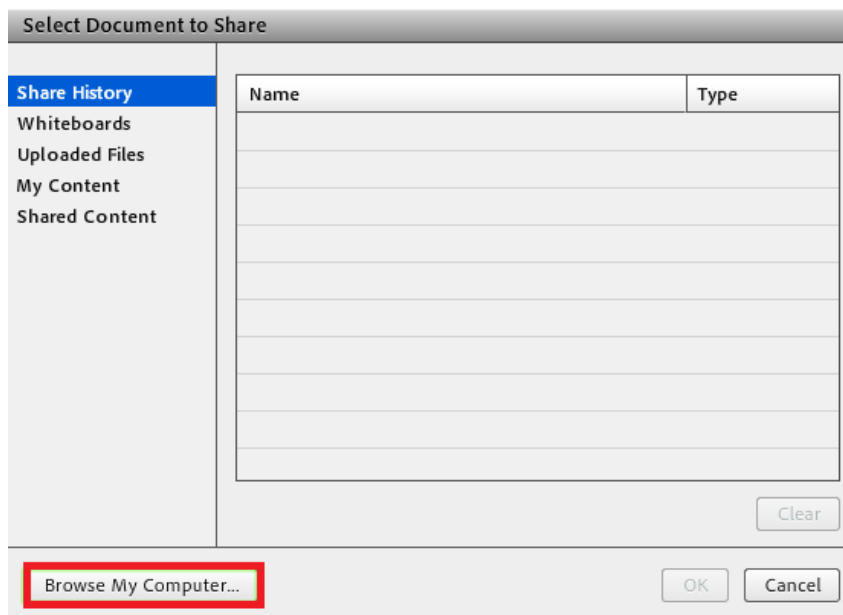 Select Document to Share
Share History
Whiteboards
Uploaded Files
My Content
Shared Content
Name Type
Clear
Browse My Computer... OK Cancel